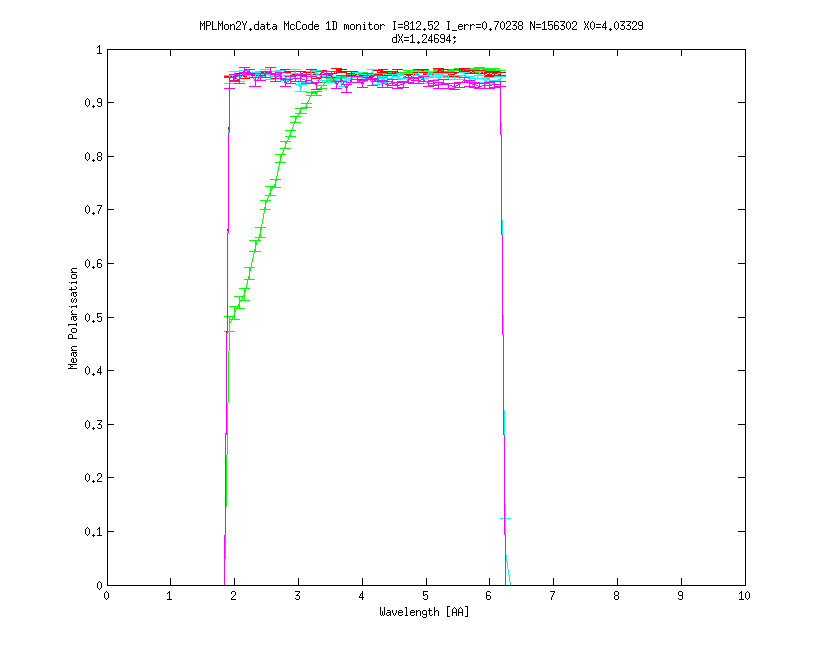 MPLMon2Y.data McCode 1D monitor I=812.52 I_err=0.70238 N=156302 X0=4.03329
dX=1.24694;
1
0.9
0.8
0.7
0.6
0.5
0.4
0.3
0.2
0.1
0
Mean Polarisation
0 1 2 3 4 5 6 7 8 9 10
Wavelength [AA]